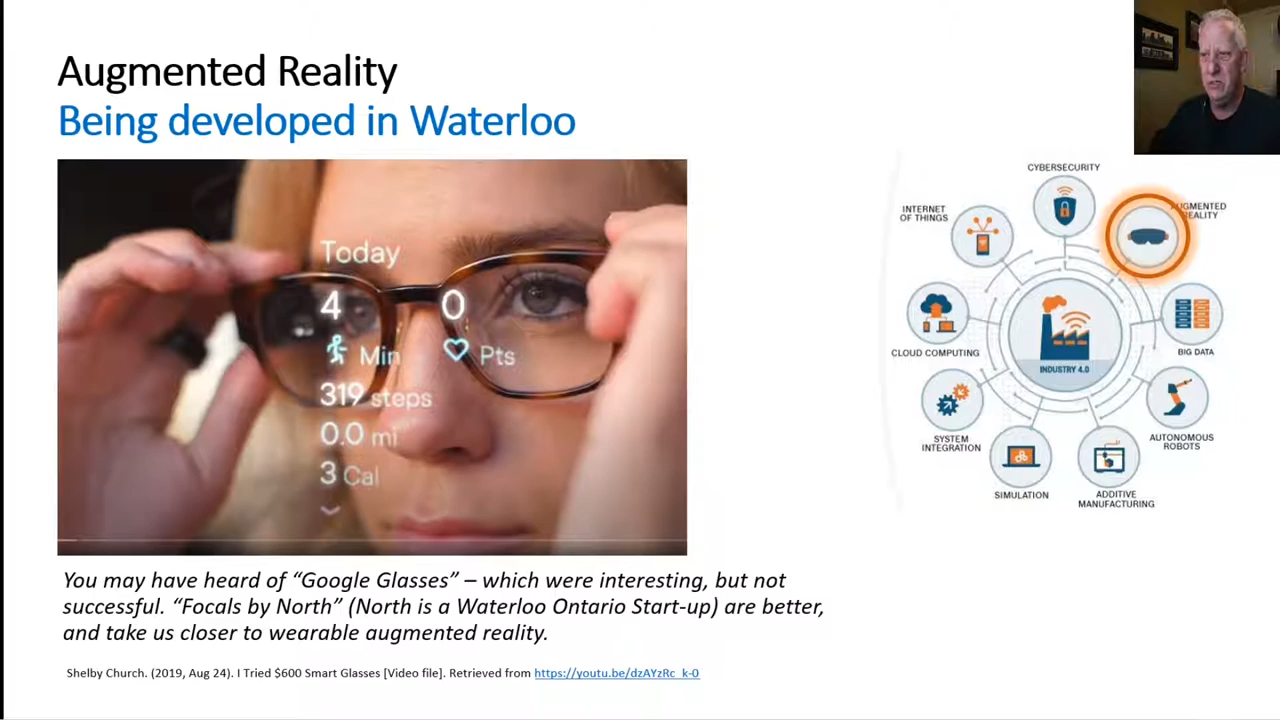 Augmented Reality
Being developed in Waterloo
Today
4 0
Min Pts
319 steps
0.0 mi
3 Cal
You may have heard of “Google Glasses” – which were interesting, but not
successful. “Focals by North” (North is a Waterloo Ontario Start-up) are better,
and take us closer to wearable augmented reality.
Shelby Church. (2019, Aug 24). I Tried $600 Smart Glasses [Video file]. Retrieved from https://youtu.be/dzAYzRc_k-0
CYBERSECURITY
AUGMENTED
REALITY
INTERNET
OF THINGS
BIG DATA
CLOUD COMPUTING
INDUSTRY 4.0
AUTONOMOUS
ROBOTS
SYSTEM
INTEGRATION
SIMULATION
ADDITIVE
MANUFACTURING